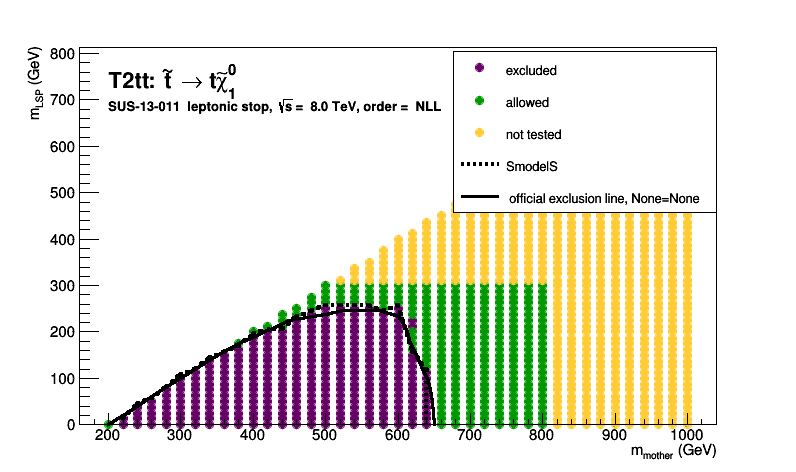 T2tt: t̃ → tχ̃₁⁰
SUS-13-011 leptonic stop, √s = 8.0 TeV, order = NLL
excluded
allowed
not tested
SmodelS
official exclusion line, None=None
m_LSP (GeV)
800
700
600
500
400
300
200
100
0
200 300 400 500 600 700 800 900 1000
m_mother (GeV)